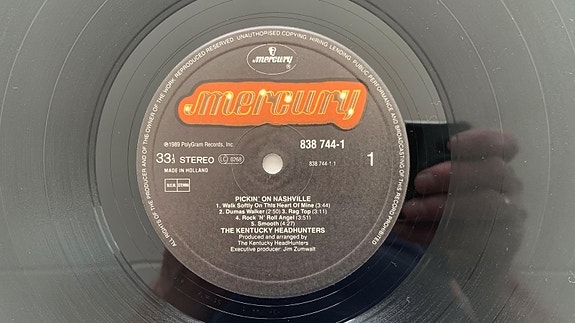 ALL RIGHTS OF THE PRODUCER AND OF THE OWNER OF THE WORK REPRODUCED RESERVED. UNAUTHORISED COPYING, HIRING, LENDING, PUBLIC PERFORMANCE AND BROADCASTING OF THIS RECORD PROHIBITED
mercury ®
mercury
℗1989 PolyGram Records, Inc.
838 744-1
33⅓ STEREO LC 0268
838 744-1.1
1
MADE IN HOLLAND
STEMRA
PICKIN' ON NASHVILLE
1. Walk Softly On This Heart Of Mine (3:44)
2. Dumas Walker (2:50) 3. Rag Top (3:11)
4. Rock 'N' Roll Angel (3:51)
5. Smooth (4:27)
THE KENTUCKY HEADHUNTERS
Produced and arranged by
The Kentucky HeadHunters
Executive producer: Jim Zumwalt